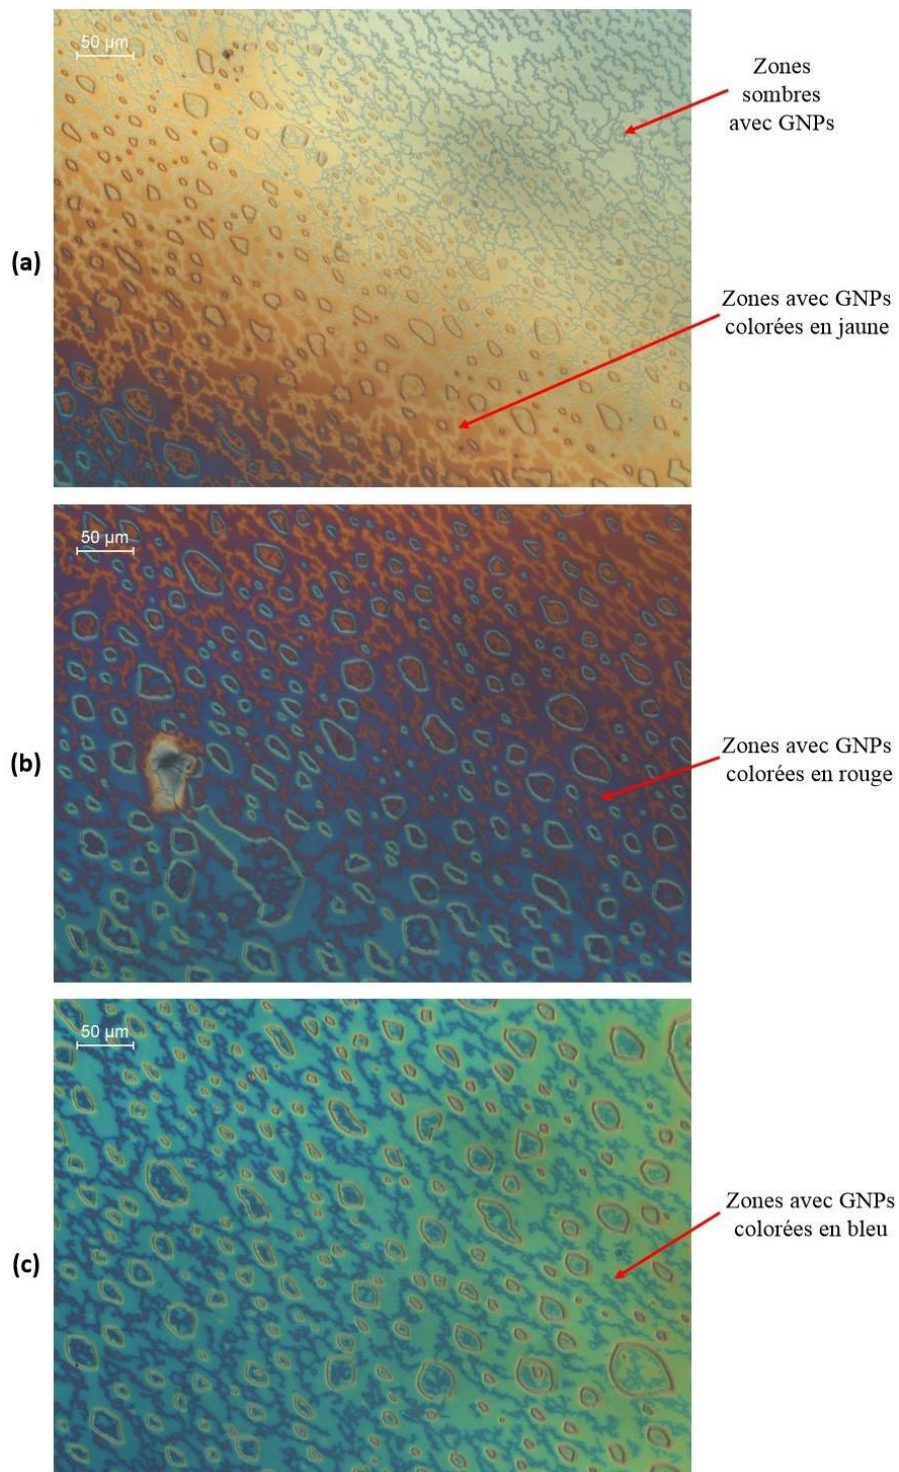 50 µm
Zones
sombres
avec GNPs
(a)
Zones avec GNPs
colorées en jaune
50 µm
(b)
Zones avec GNPs
colorées en rouge
50 µm
Zones avec GNPs
colorées en bleu
(c)